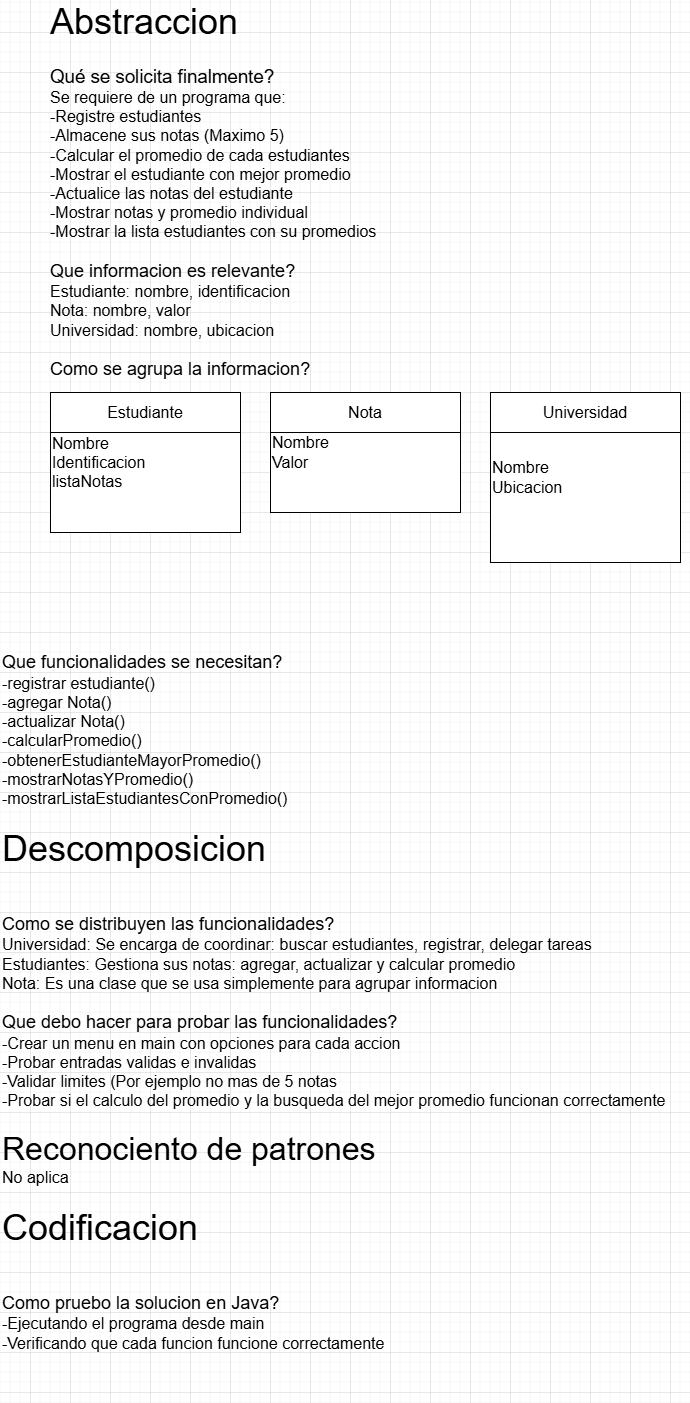 Abstraccion
Qué se solicita finalmente?
Se requiere de un programa que:
-Registre estudiantes
-Almacene sus notas (Maximo 5)
-Calcular el promedio de cada estudiantes
-Mostrar el estudiante con mejor promedio
-Actualice las notas del estudiante
-Mostrar notas y promedio individual
-Mostrar la lista estudiantes con su promedios
Que informacion es relevante?
Estudiante: nombre, identificacion
Nota: nombre, valor
Universidad: nombre, ubicacion
Como se agrupa la informacion?
Estudiante
Nombre
Identificacion
listaNotas
Nota
Nombre
Valor
Universidad
Nombre
Ubicacion
Que funcionalidades se necesitan?
-registrar estudiante()
-agregar Nota()
-actualizar Nota()
-calcularPromedio()
-obtenerEstudianteMayorPromedio()
-mostrarNotasYPromedio()
-mostrarListaEstudiantesConPromedio()
Descomposicion
Como se distribuyen las funcionalidades?
Universidad: Se encarga de coordinar: buscar estudiantes, registrar, delegar tareas
Estudiantes: Gestiona sus notas: agregar, actualizar y calcular promedio
Nota: Es una clase que se usa simplemente para agrupar informacion
Que debo hacer para probar las funcionalidades?
-Crear un menu en main con opciones para cada accion
-Probar entradas validas e invalidas
-Validar limites (Por ejemplo no mas de 5 notas
-Probar si el calculo del promedio y la busqueda del mejor promedio funcionan correctamente
Reconociento de patrones
No aplica
Codificacion
Como pruebo la solucion en Java?
-Ejecutando el programa desde main
-Verificando que cada funcion funcione correctamente